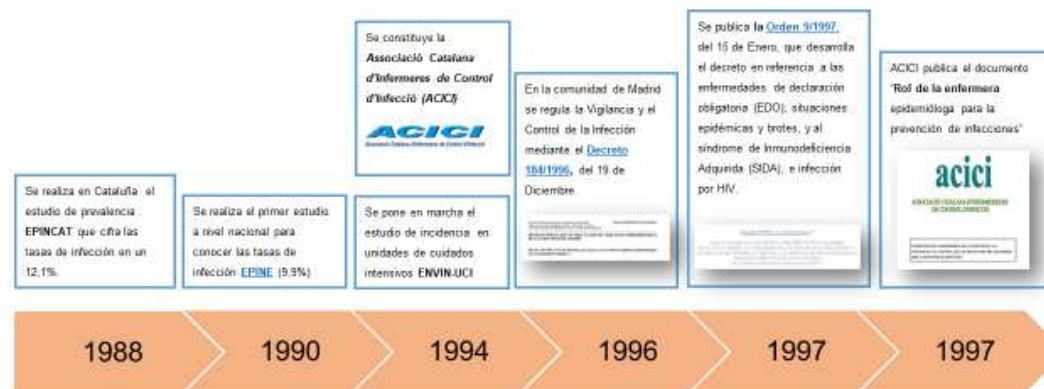 Se realiza en Cataluña el
estudio de prevalencia
EPINCAT que cifra las
tasas de infección en un
12,1%.
Se realiza el primer estudio
a nivel nacional para
conocer las tasas de
infección EPINE (9,9%)
Se constituye la
Associació Catalana
d'Infermeres de Control
d'Infecció (ACICI)
ACICI
Se pone en marcha el
estudio de incidencia en
unidades de cuidados
intensivos ENVIN-UCI
En la comunidad de Madrid
se regula la Vigilancia y el
Control de la Infección
mediante el Decreto
184/1996, del 19 de
Diciembre.
Se publica la Orden 9/1997,
del 15 de Enero, que desarrolla
el decreto en referencia a las
enfermedades de declaración
obligatoria (EDO), situaciones
epidémicas y brotes, y al
síndrome de Inmunodeficiencia
Adquirida (SIDA), e infección
por HIV.
ACICI publica el documento
"Rol de la enfermera
epidemióloga para la
prevención de infecciones"
acici
1988
1990
1994
1996
1997
1997